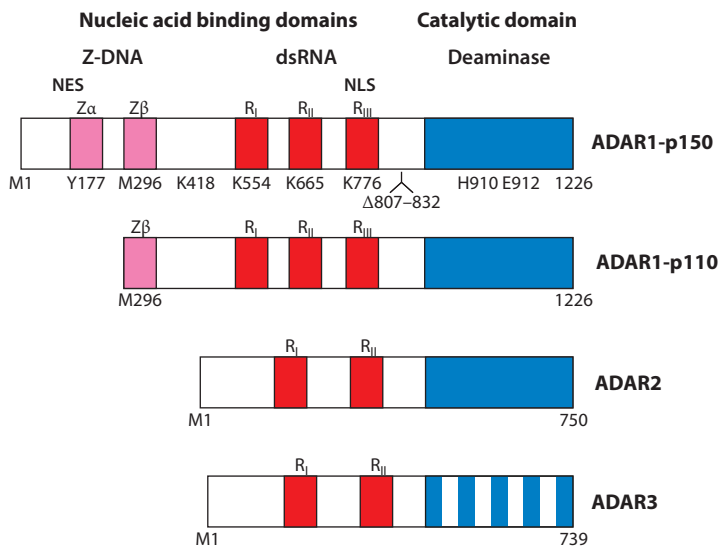 Nucleic acid binding domains Catalytic domain
Z-DNA dsRNA Deaminase
NES NLS
Zα Zβ RI RII RIII
ADAR1-p150
M1 Y177 M296 K418 K554 K665 K776 H910 E912 1226
Δ807–832
Zβ RI RII RIII
ADAR1-p110
M296 1226
RI RII
ADAR2
M1 750
RI RII
ADAR3
M1 739